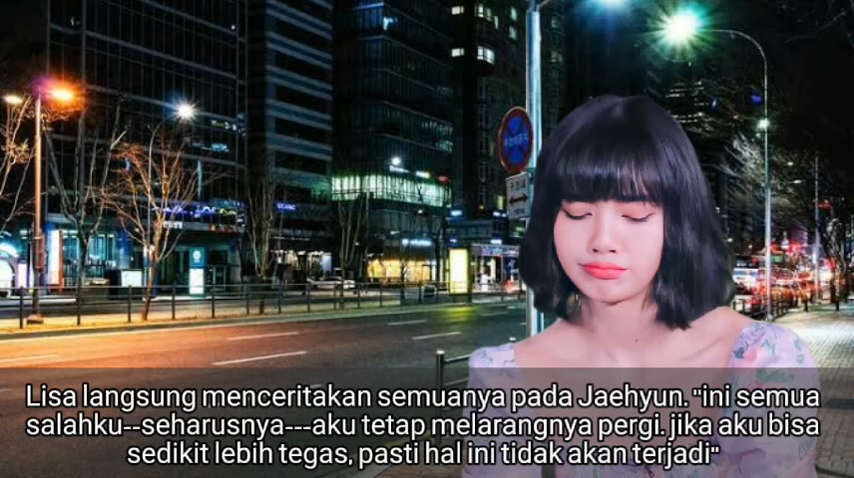 Lisa langsung menceritakan semuanya pada Jaehyun. "ini semua
salahku--seharusnya---aku tetap melarangnya pergi. jika aku bisa
sedikit lebih tegas, pasti hal ini tidak akan terjadi"